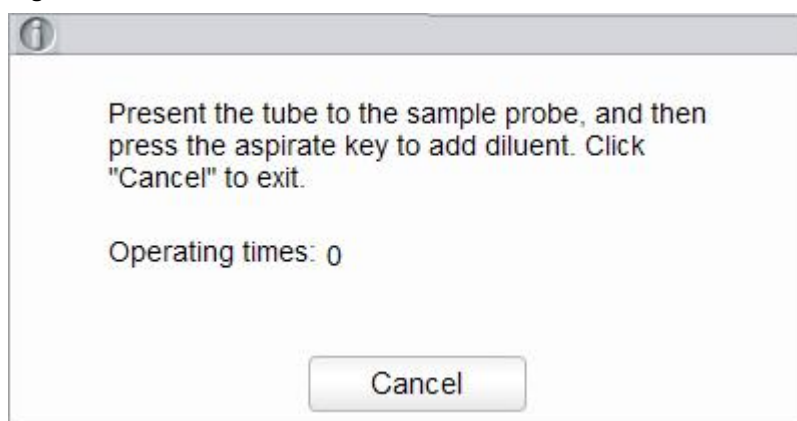 Present the tube to the sample probe, and then
press the aspirate key to add diluent. Click
"Cancel" to exit.
Operating times: 0
Cancel